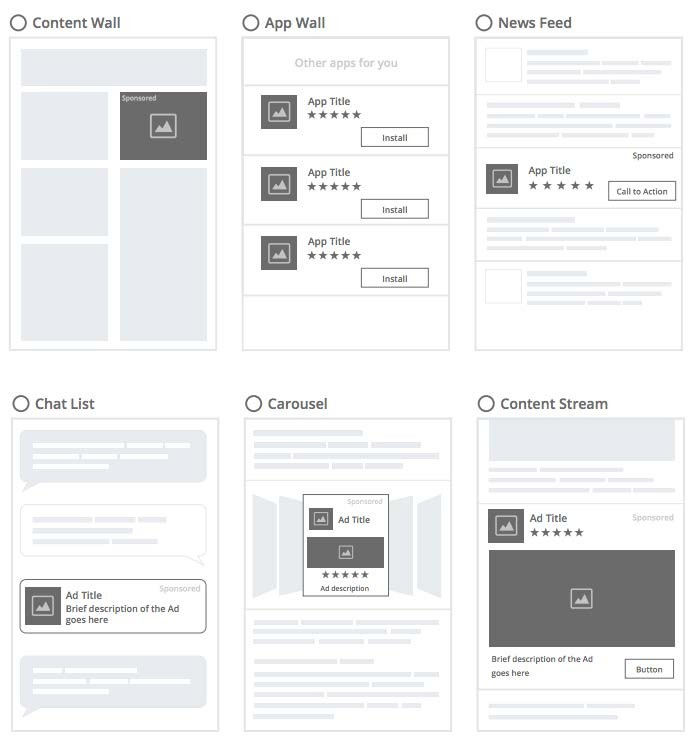 Content Wall
Sponsored
App Wall
Other apps for you
App Title
Install
App Title
Install
App Title
Install
News Feed
Sponsored
App Title
Call to Action
Chat List
Sponsored
Ad Title
Brief description of the Ad
goes here
Carousel
Sponsored
Ad Title
Ad description
Content Stream
Ad Title
Sponsored
Brief description of the Ad
goes here
Button